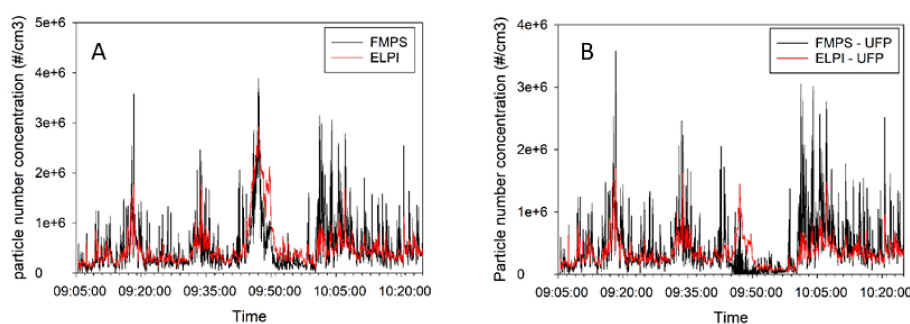 A
FMPS
ELPI
Particle number concentration (#/cm3)
5e+6
4e+6
3e+6
2e+6
1e+6
0
09:05:00 09:20:00 09:35:00 09:50:00 10:05:00 10:20:00
Time
B
FMPS - UFP
ELPI - UFP
Particle number concentration (#/cm3)
4e+6
3e+6
2e+6
1e+6
0
09:05:00 09:20:00 09:35:00 09:50:00 10:05:00 10:20:00
Time